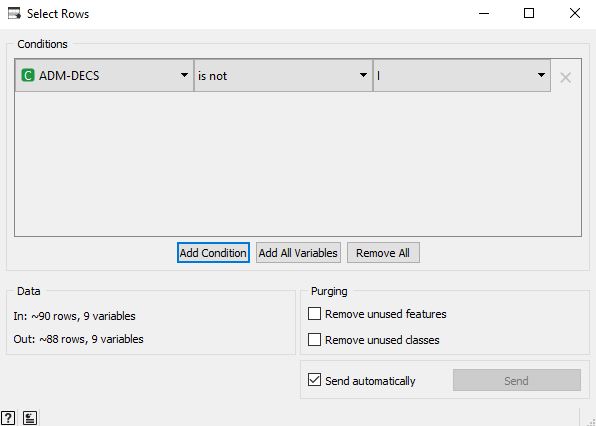 Select Rows
Conditions
C ADM-DECS is not I
Add Condition Add All Variables Remove All
Data
In: ~90 rows, 9 variables
Out: ~88 rows, 9 variables
Purging
Remove unused features
Remove unused classes
Send automatically Send
?